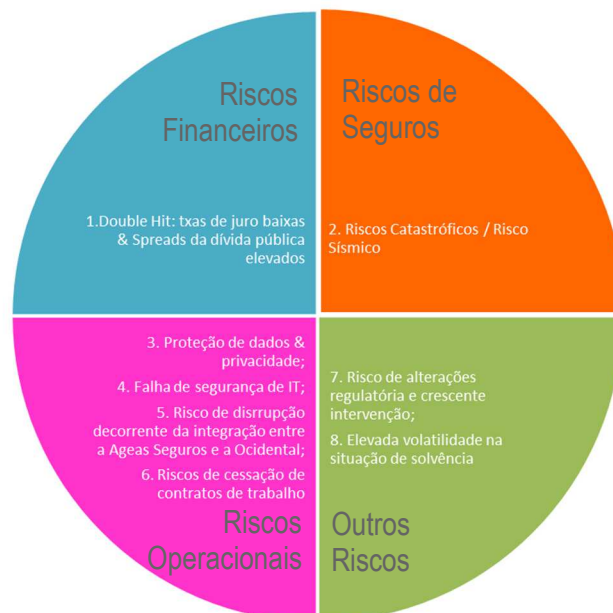 Riscos
Financeiros
1.Double Hit: txas de juro baixas
& Spreads da dívida pública
elevados
Riscos de
Seguros
2. Riscos Catastróficos / Risco
Sísmico
3. Proteção de dados &
privacidade;
4. Falha de segurança de IT;
5. Risco de disrrupção
decorrente da integração entre
a Ageas Seguros e a Ocidental;
6. Riscos de cessação de
contratos de trabalho
Riscos
Operacionais
7. Risco de alterações
regulatória e crescente
intervenção;
8. Elevada volatilidade na
situação de solvência
Outros
Riscos